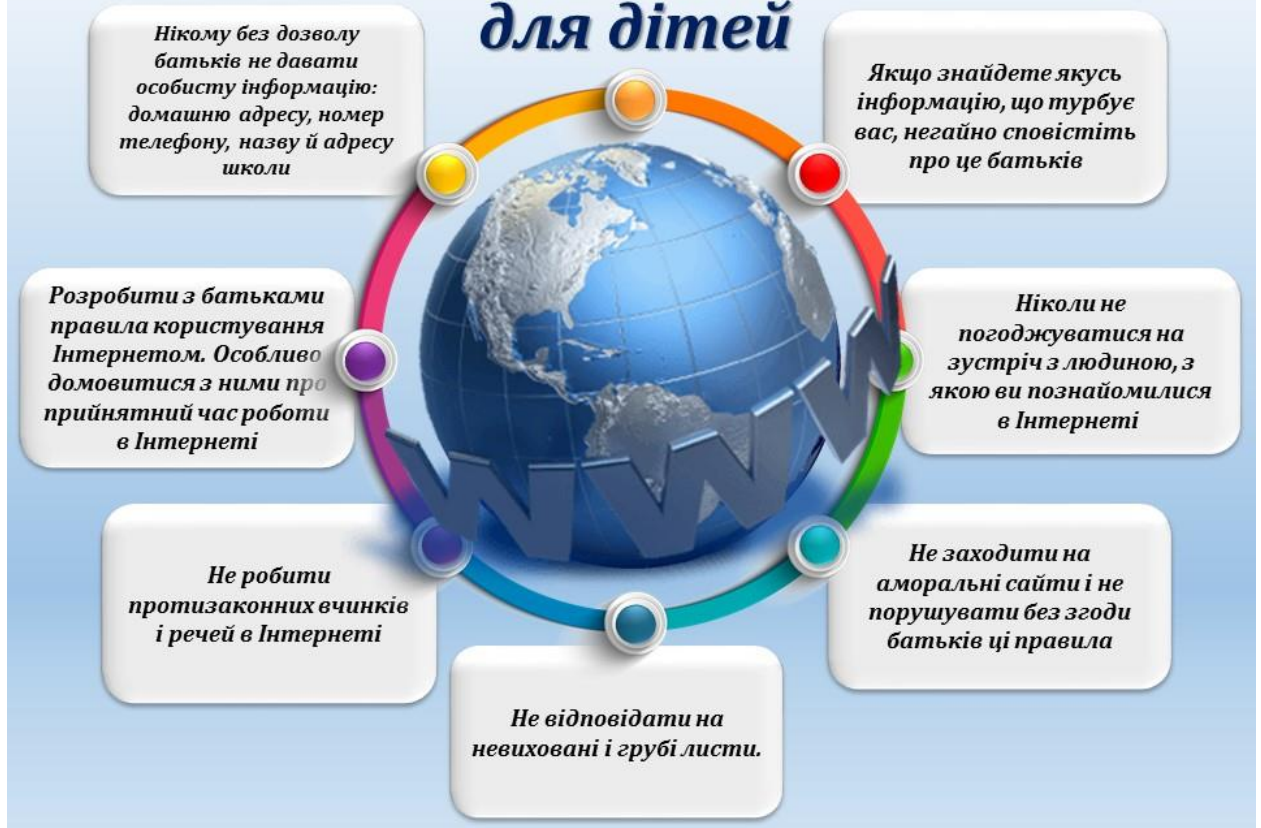 для дітей
Нікому без дозволу
батьків не давати
особисту інформацію:
домашню адресу, номер
телефону, назву й адресу
школи
Якщо знайдете якусь
інформацію, що турбує
вас, негайно сповістіть
про це батьків
Розробити з батьками
правила користування
Інтернетом. Особливо
домовитися з ними про
прийнятний час роботи
в Інтернеті
Ніколи не
погоджуватися на
зустріч з людиною, з
якою ви познайомилися
в Інтернеті
Не робити
протизаконних вчинків
і речей в Інтернеті
Не заходити на
аморальні сайти і не
порушувати без згоди
батьків ці правила
Не відповідати на
невиховані і грубі листи.
WWW